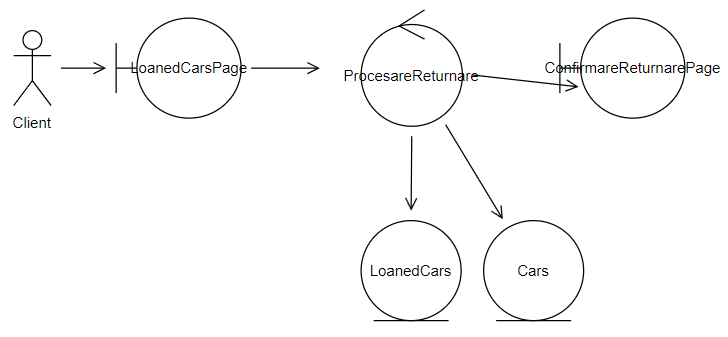 LoanedCarsPage
ProcesareReturnare
ConfirmareReturnarePage
Client
LoanedCars
Cars